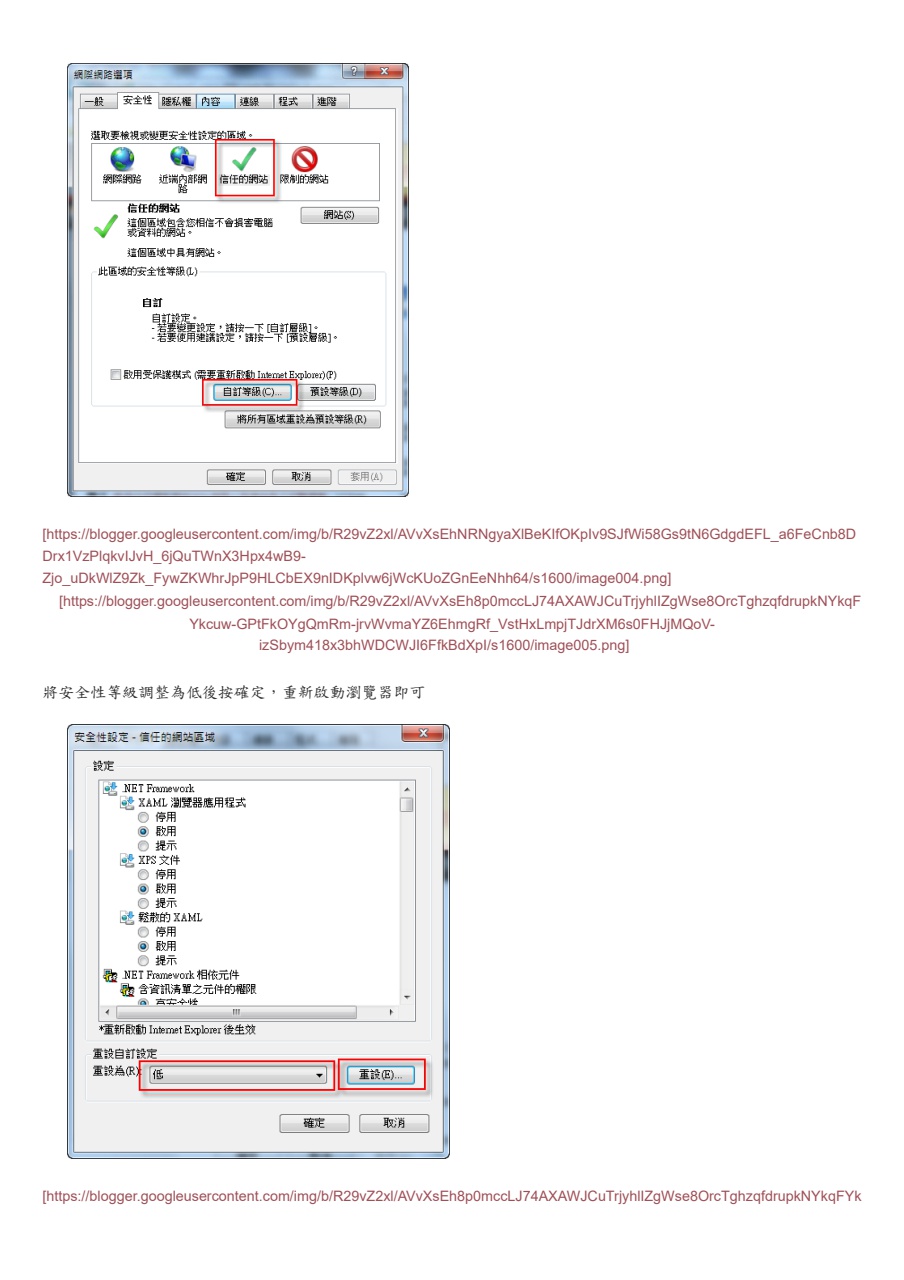 網際網路選項
一般 安全性 隱私權 內容 連線 程式 進階
選取要檢視或變更安全性設定的區域。
網際網路 近端內部網路 信任的網站 限制的網站
信任的網站
這個區域包含您相信不會損害電腦
或資料的網站。
網站(S)
這個區域中具有網站。
此區域的安全性等級(L)
自訂
自訂設定。
- 若要變更設定，請按一下 [自訂層級]。
- 若要使用建議設定，請按一下 [預設層級]。
啟用受保護模式 (需要重新啟動 Internet Explorer)(P)
自訂等級(C)... 預設等級(D)
將所有區域重設為預設等級(R)
確定 取消 套用(A)
[https://blogger.googleusercontent.com/img/b/R29vZ2xl/AVvXsEhNRNgyaXlBeKlfOKpIv9SJfWi58Gs9tN6GdgdEFL_a6FeCnb8D
Drx1VzPlqkvIJvH_6jQuTWnX3Hpx4wB9-
Zjo_uDkWlZ9Zk_FywZKWhrJpP9HLCbEX9nIDKplvw6jWcKUoZGnEeNhh64/s1600/image004.png]
[https://blogger.googleusercontent.com/img/b/R29vZ2xl/AVvXsEh8p0mccLJ74AXAWJCuTrjyhlIZgWse8OrcTghzqfdrupkNYkqF
Ykcuw-GPtFkOYgQmRm-jrvWvmaYZ6EhmgRf_VstHxLmpjTJdrXM6s0FHJjMQoV-
izSbym418x3bhWDCWJI6FfkBdXpI/s1600/image005.png]
將安全性等級調整為低後按確定，重新啟動瀏覽器即可
安全性設定 - 信任的網站區域
設定
.NET Framework
XAML 瀏覽器應用程式
停用
啟用
提示
XPS 文件
停用
啟用
提示
鬆散的 XAML
停用
啟用
提示
.NET Framework 相依元件
含資訊清單之元件的權限
高安全性
*重新啟動 Internet Explorer 後生效
重設自訂設定
重設為(R): 低 重設(E)...
確定 取消
[https://blogger.googleusercontent.com/img/b/R29vZ2xl/AVvXsEh8p0mccLJ74AXAWJCuTrjyhlIZgWse8OrcTghzqfdrupkNYkqFYk